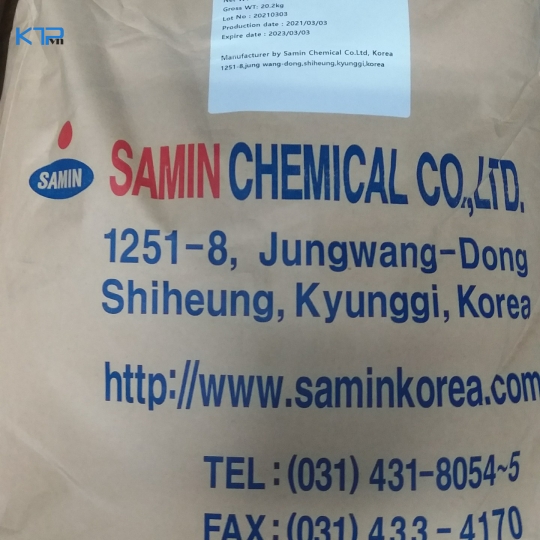 KTP
VN
Gross WT: 20.2kg
Lot No : 20210303
Production date : 2021/03/03
Expire date : 2023/03/03
Manufacturer by Samin Chemical Co.Ltd, Korea
1251-8,jung wang-dong,shiheung,kyunggi,korea
SAMIN
SAMIN CHEMICAL CO.,LTD.
1251-8, Jungwang-Dong
Shiheung, Kyunggi, Korea
http://www.saminkorea.com
TEL : (031) 431-8054~5
FAX: (031) 433 - 4170